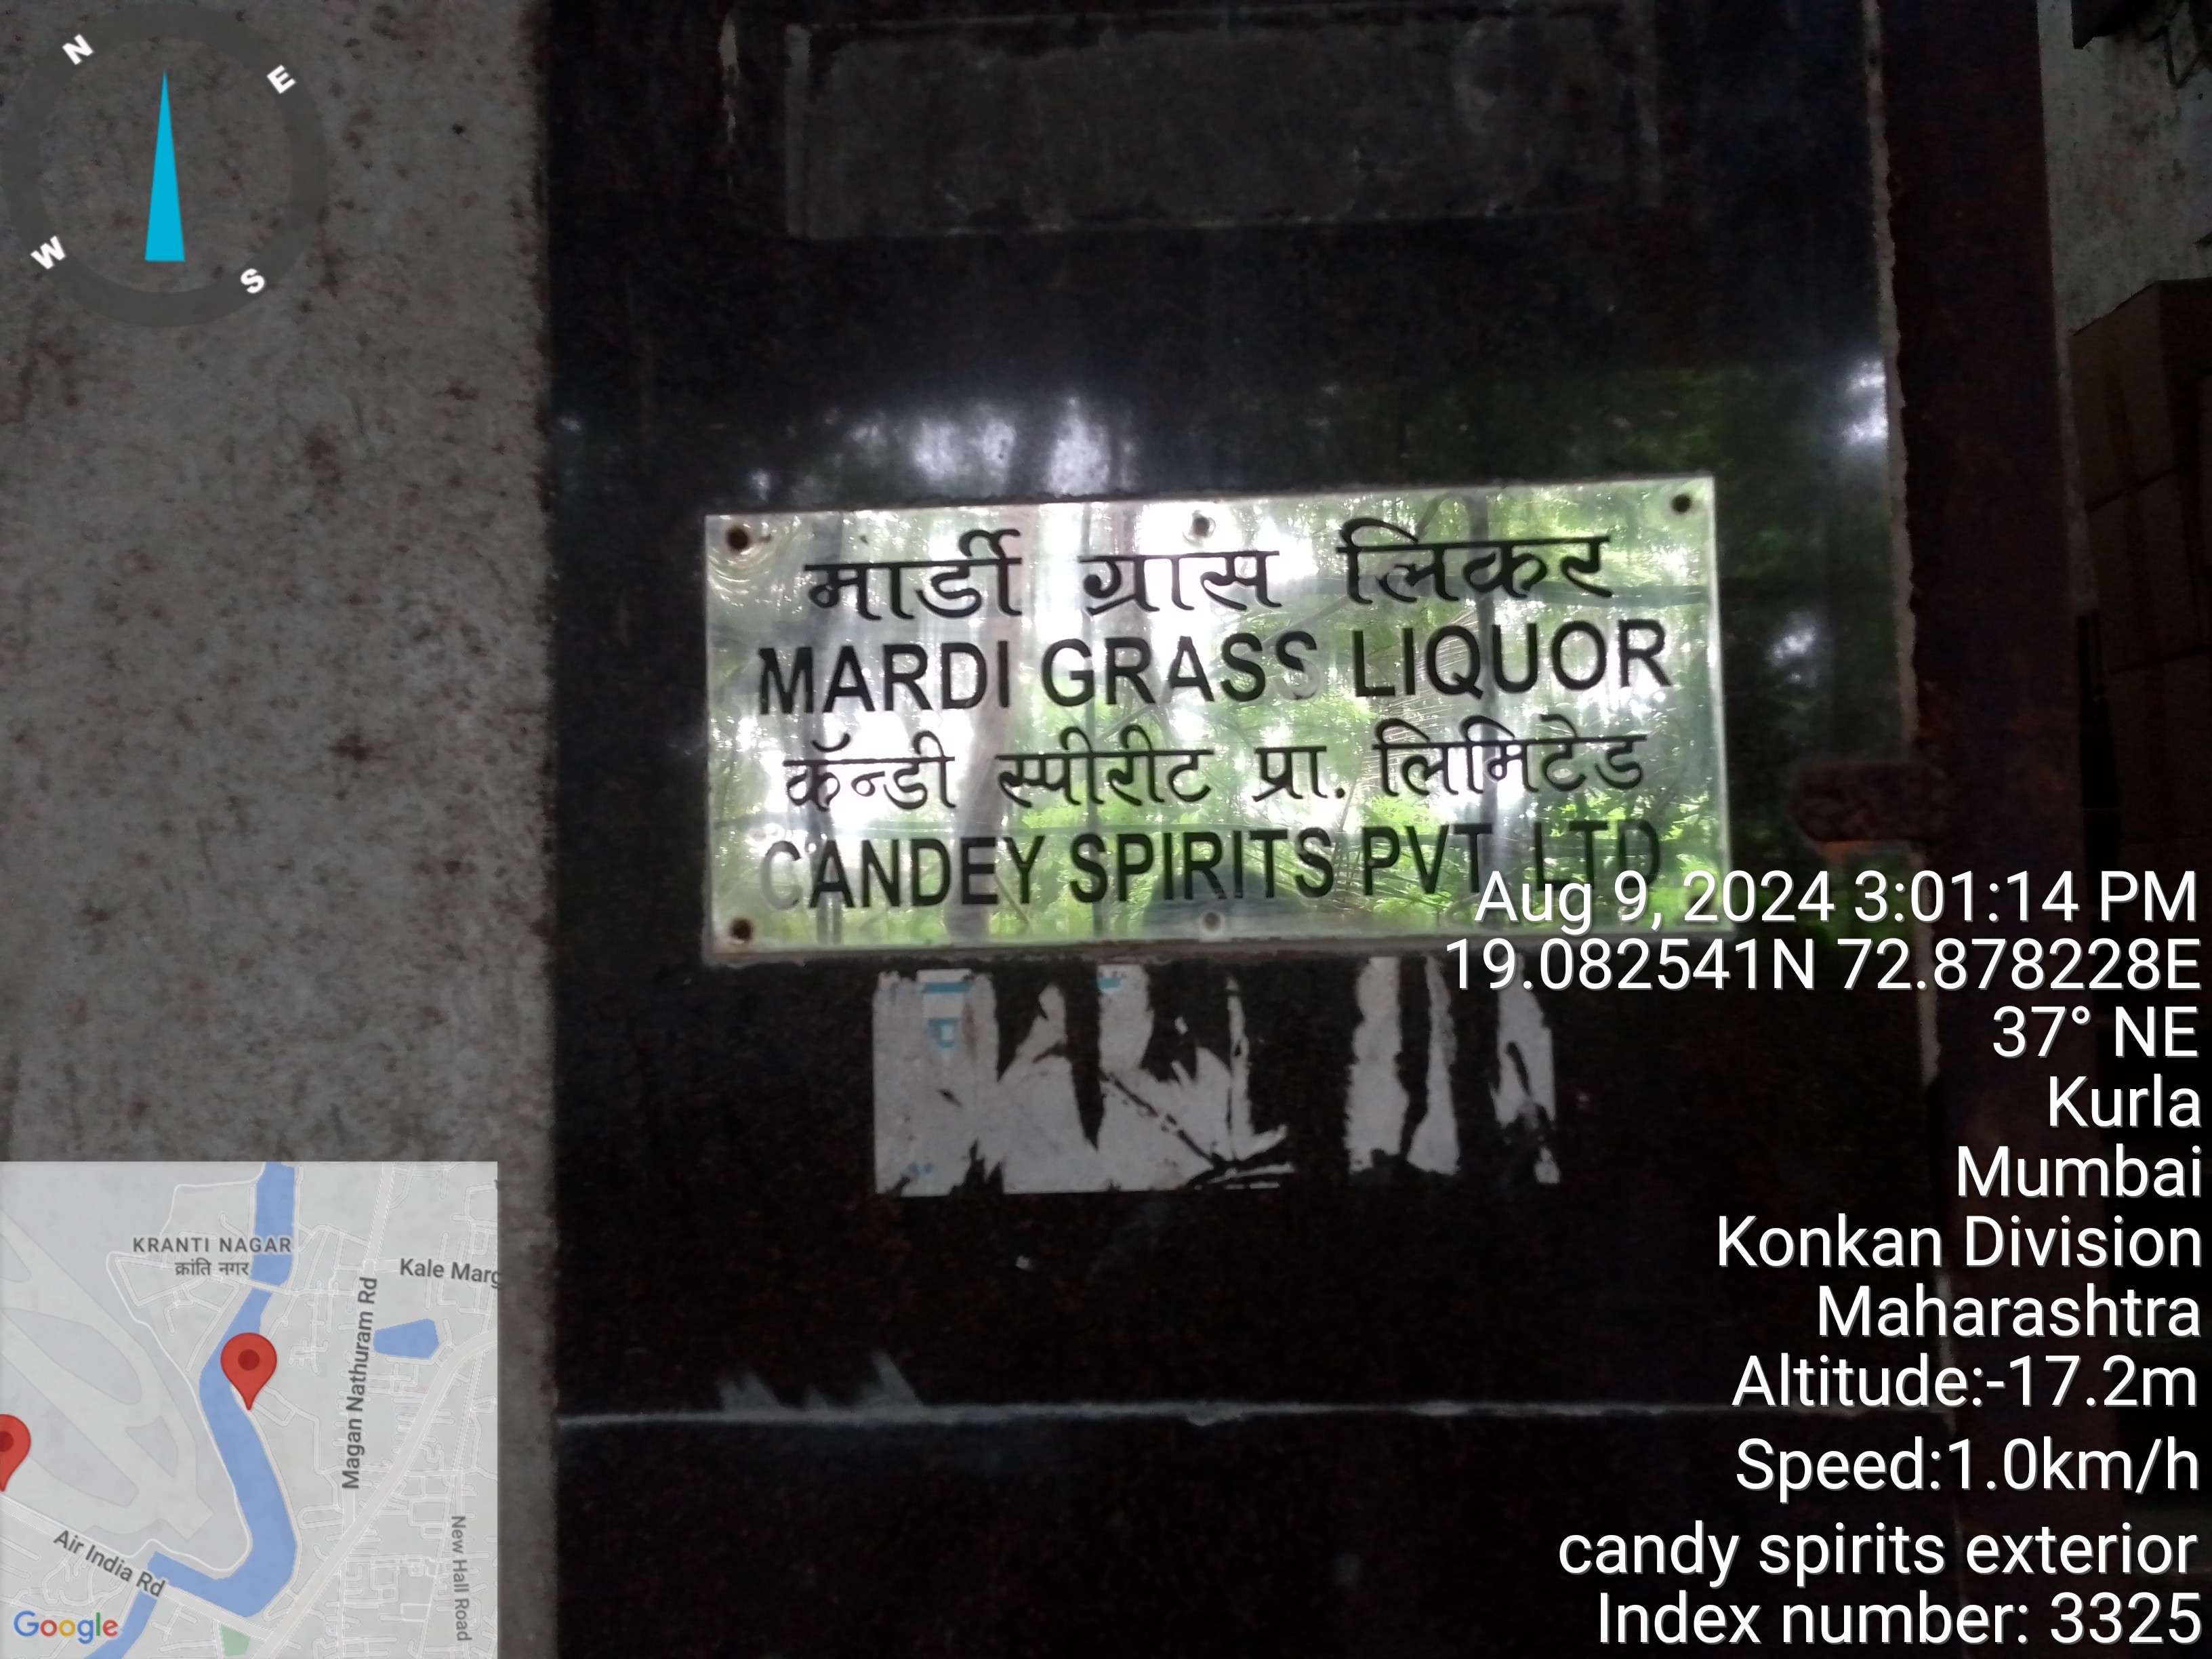 N
E
W
S
मार्डी ग्रास लिकर
MARDI GRASS LIQUOR
कॅन्डी स्पीरीट प्रा. लिमिटेड
CANDEY SPIRITS PVT LTD
Aug 9, 2024 3:01:14 PM
19.082541N 72.878228E
37° NE
Kurla
Mumbai
Konkan Division
Maharashtra
Altitude:-17.2m
Speed:1.0km/h
candy spirits exterior
Index number: 3325
KRANTI NAGAR
क्रांति नगर
Kale Marg
Magan Nathuram Rd
Air India Rd
New Hall Road
Google